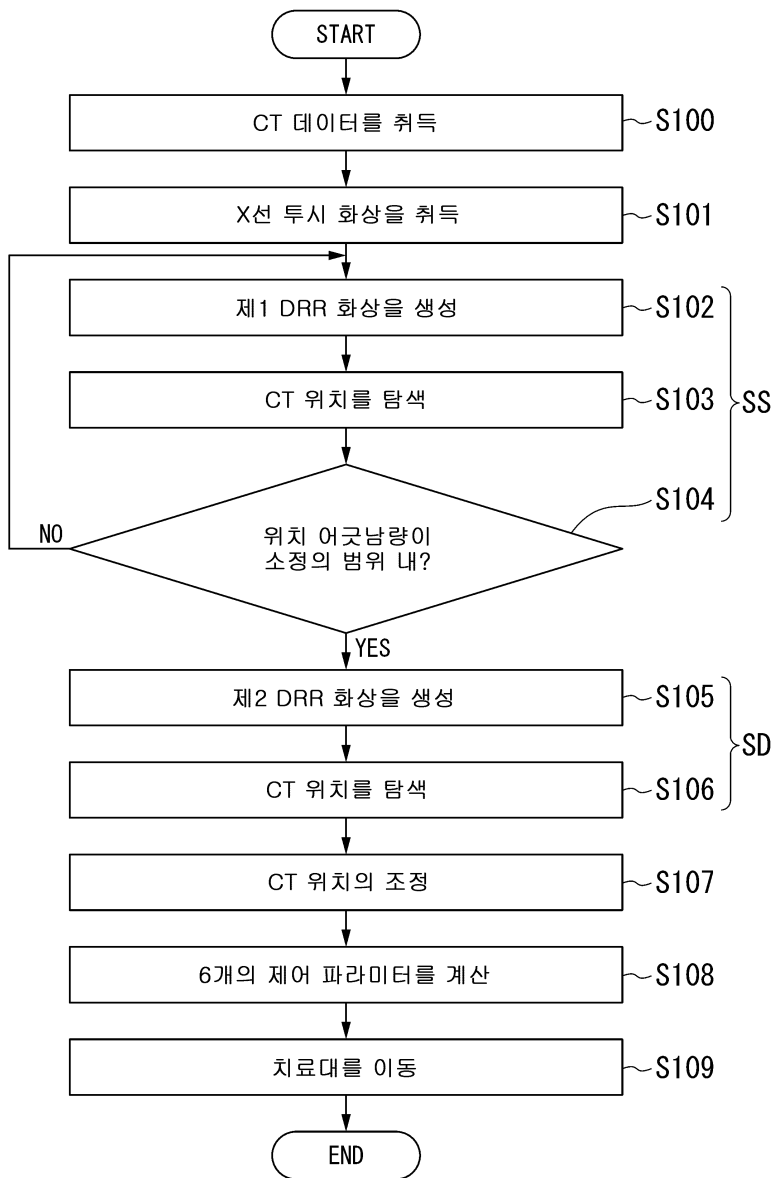 START
CT 데이터를 취득
S100
X선 투시 화상을 취득
S101
제1 DRR 화상을 생성
S102
CT 위치를 탐색
S103
SS
S104
위치 어긋남량이
소정의 범위 내?
NO
YES
제2 DRR 화상을 생성
S105
SD
CT 위치를 탐색
S106
CT 위치의 조정
S107
6개의 제어 파라미터를 계산
S108
치료대를 이동
S109
END